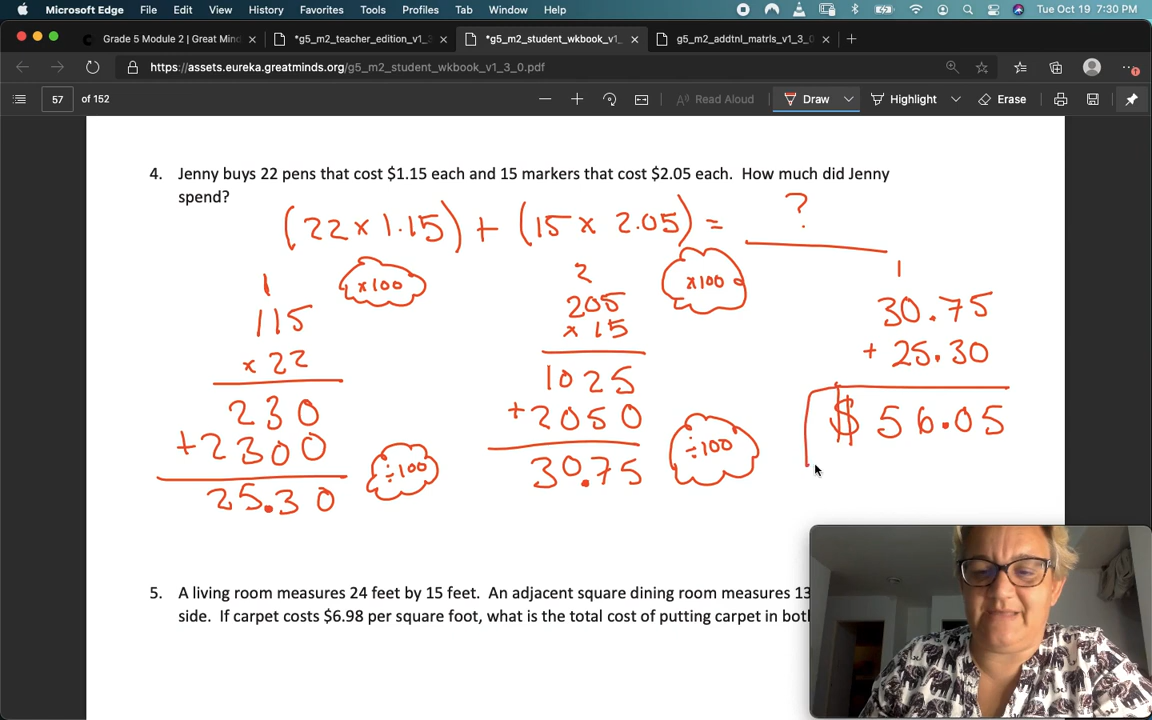 Microsoft Edge File Edit View History Favorites Tools Profiles Tab Window Help Tue Oct 19 7:30 PM
Grade 5 Module 2 | Great Mind *g5_m2_teacher_edition_v1_3 *g5_m2_student_wkbook_v1_ g5_m2_addtnl_matrls_v1_3_0
https://assets.eureka.greatminds.org/g5_m2_student_wkbook_v1_3_0.pdf
57 of 152 Read Aloud Draw Highlight Erase
4. Jenny buys 22 pens that cost $1.15 each and 15 markers that cost $2.05 each. How much did Jenny
spend?
(22 x 1.15) + (15 x 2.05) = ?
1
x100
115
x 22
230
+2300
25.30
÷100
2
x100
205
x 15
1025
+2050
30.75
÷100
1
30.75
+ 25.30
$ 56.05
5. A living room measures 24 feet by 15 feet. An adjacent square dining room measures 13
side. If carpet costs $6.98 per square foot, what is the total cost of putting carpet in both